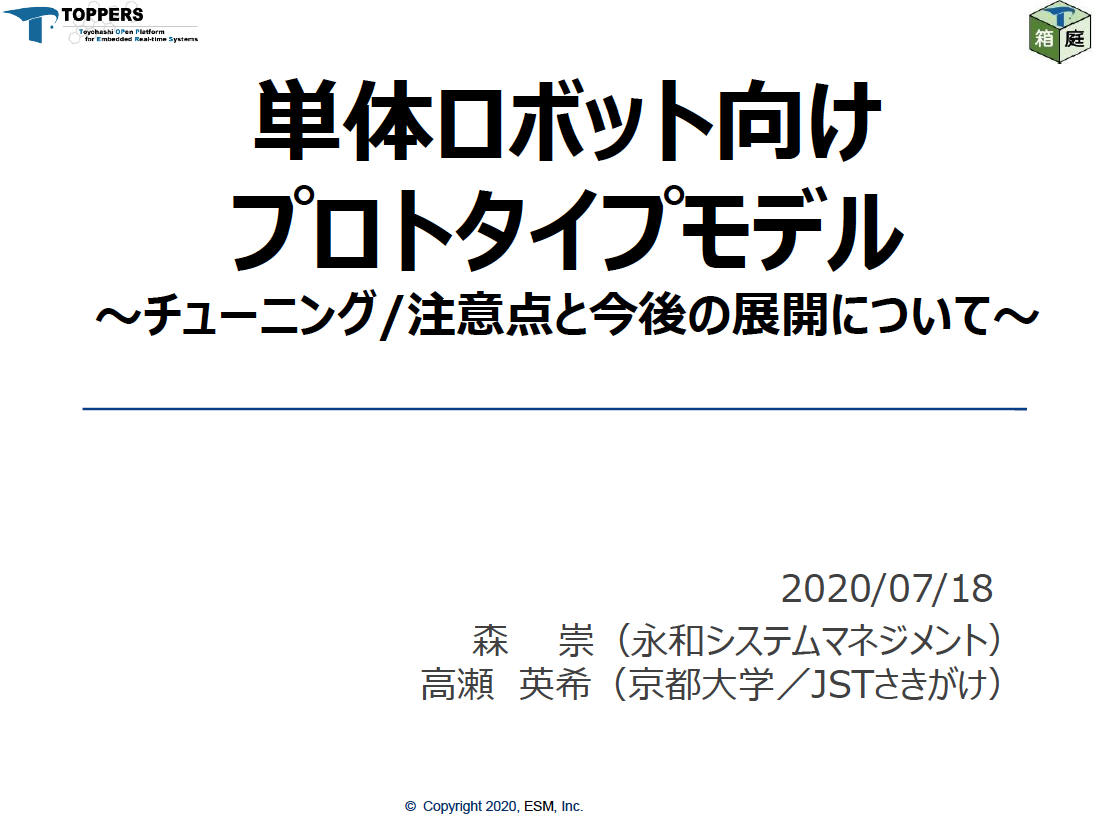 TOPPERS
Toyohashi OPen Platform
for Embedded Real-time Systems
箱庭
単体ロボット向け
プロトタイプモデル
～チューニング/注意点と今後の展開について～
2020/07/18
森　崇（永和システムマネジメント）
高瀬 英希（京都大学／JSTさきがけ）
© Copyright 2020, ESM, Inc.